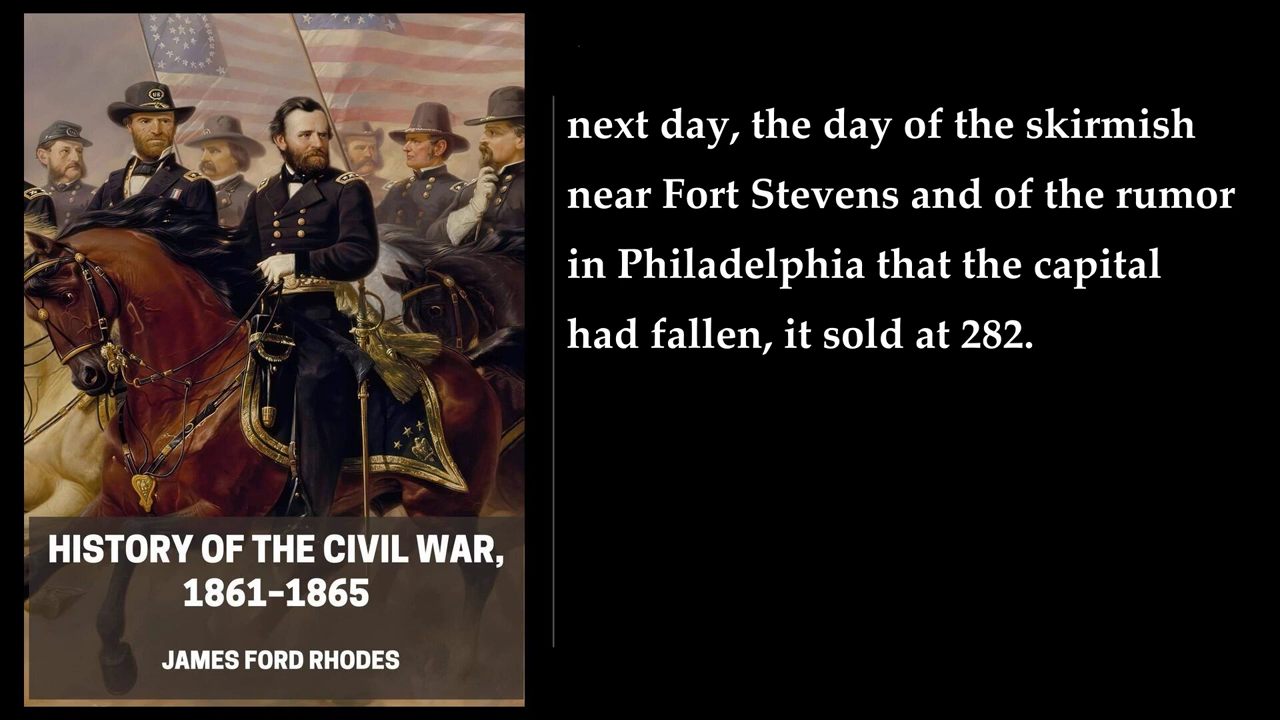 next day, the day of the skirmish
near Fort Stevens and of the rumor
in Philadelphia that the capital
had fallen, it sold at 282.
HISTORY OF THE CIVIL WAR,
1861–1865
JAMES FORD RHODES